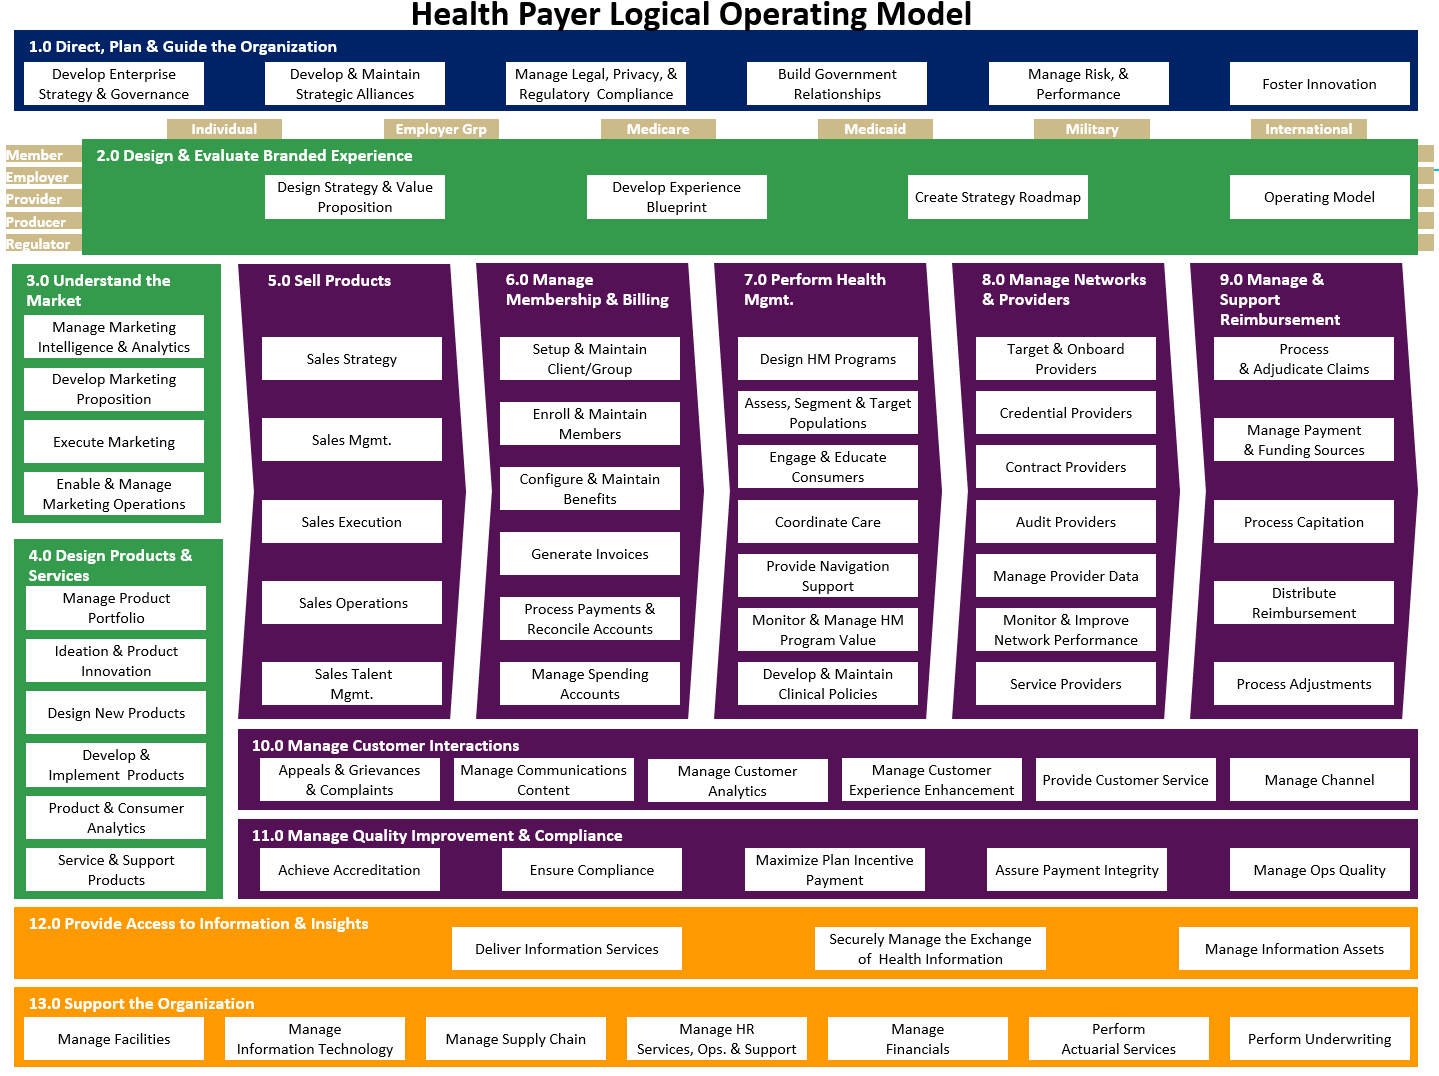 Health Payer Logical Operating Model
1.0 Direct, Plan & Guide the Organization
Develop Enterprise
Strategy & Governance
Develop & Maintain
Strategic Alliances
Manage Legal, Privacy, &
Regulatory Compliance
Build Government
Relationships
Manage Risk, &
Performance
Foster Innovation
Individual
Employer Grp
Medicare
Medicaid
Military
International
Member
Employer
Provider
Producer
Regulator
2.0 Design & Evaluate Branded Experience
Design Strategy & Value
Proposition
Develop Experience
Blueprint
Create Strategy Roadmap
Operating Model
3.0 Understand the
Market
Manage Marketing
Intelligence & Analytics
Develop Marketing
Proposition
Execute Marketing
Enable & Manage
Marketing Operations
4.0 Design Products &
Services
Manage Product
Portfolio
Ideation & Product
Innovation
Design New Products
Develop &
Implement Products
Product & Consumer
Analytics
Service & Support
Products
5.0 Sell Products
Sales Strategy
Sales Mgmt.
Sales Execution
Sales Operations
Sales Talent
Mgmt.
6.0 Manage
Membership & Billing
Setup & Maintain
Client/Group
Enroll & Maintain
Members
Configure & Maintain
Benefits
Generate Invoices
Process Payments &
Reconcile Accounts
Manage Spending
Accounts
7.0 Perform Health
Mgmt.
Design HM Programs
Assess, Segment & Target
Populations
Engage & Educate
Consumers
Coordinate Care
Provide Navigation
Support
Monitor & Manage HM
Program Value
Develop & Maintain
Clinical Policies
8.0 Manage Networks
& Providers
Target & Onboard
Providers
Credential Providers
Contract Providers
Audit Providers
Manage Provider Data
Monitor & Improve
Network Performance
Service Providers
9.0 Manage &
Support
Reimbursement
Process
& Adjudicate Claims
Manage Payment
& Funding Sources
Process Capitation
Distribute
Reimbursement
Process Adjustments
10.0 Manage Customer Interactions
Appeals & Grievances
& Complaints
Manage Communications
Content
Manage Customer
Analytics
Manage Customer
Experience Enhancement
Provide Customer Service
Manage Channel
11.0 Manage Quality Improvement & Compliance
Achieve Accreditation
Ensure Compliance
Maximize Plan Incentive
Payment
Assure Payment Integrity
Manage Ops Quality
12.0 Provide Access to Information & Insights
Deliver Information Services
Securely Manage the Exchange
of Health Information
Manage Information Assets
13.0 Support the Organization
Manage Facilities
Manage
Information Technology
Manage Supply Chain
Manage HR
Services, Ops. & Support
Manage
Financials
Perform
Actuarial Services
Perform Underwriting